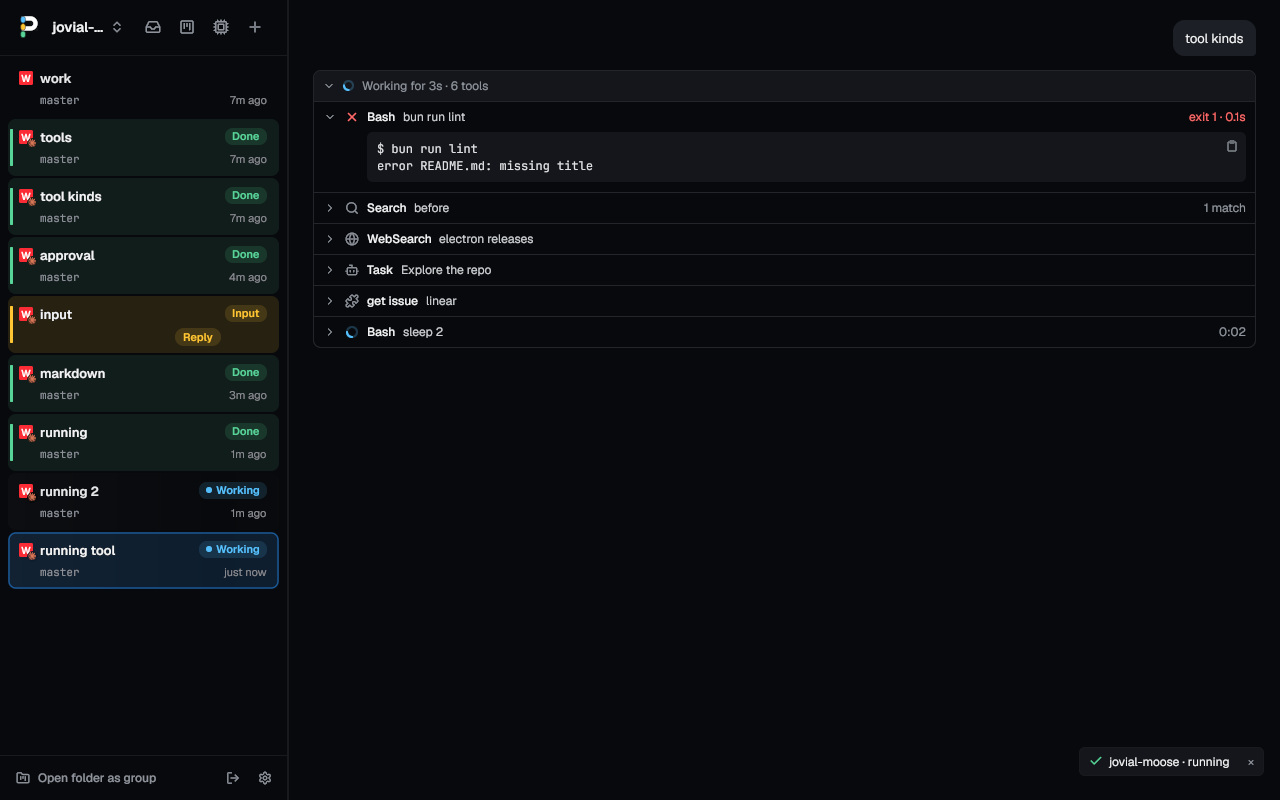 jovial-...
W work
master 7m ago
W tools Done
master 7m ago
W tool kinds Done
master 7m ago
W approval Done
master 4m ago
W input Input
Reply
W markdown Done
master 3m ago
W running Done
master 1m ago
W running 2 Working
master 1m ago
W running tool Working
master just now
Open folder as group
tool kinds
Working for 3s · 6 tools
Bash bun run lint exit 1 · 0.1s
$ bun run lint
error README.md: missing title
Search before 1 match
WebSearch electron releases
Task Explore the repo
get issue linear
Bash sleep 2 0:02
jovial-moose · running ×